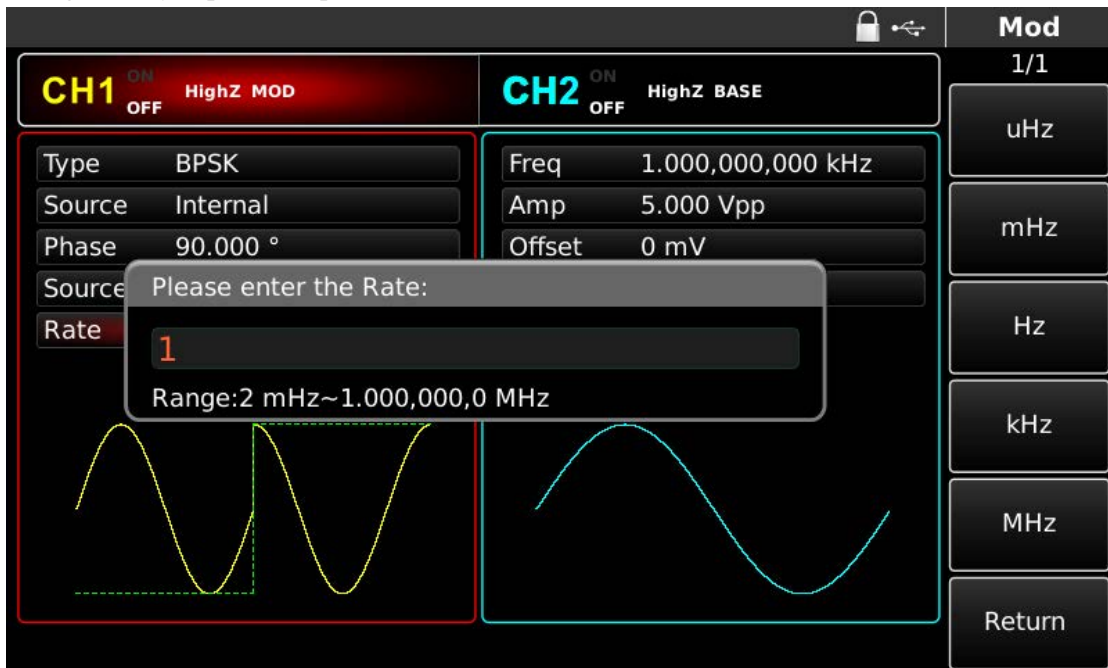 Mod
1/1
CH1 ON OFF HighZ MOD
CH2 ON OFF HighZ BASE
Type BPSK
Source Internal
Phase 90.000 °
Source
Rate
Freq 1.000,000,000 kHz
Amp 5.000 Vpp
Offset 0 mV
Please enter the Rate:
1
Range:2 mHz~1.000,000,0 MHz
uHz
mHz
Hz
kHz
MHz
Return